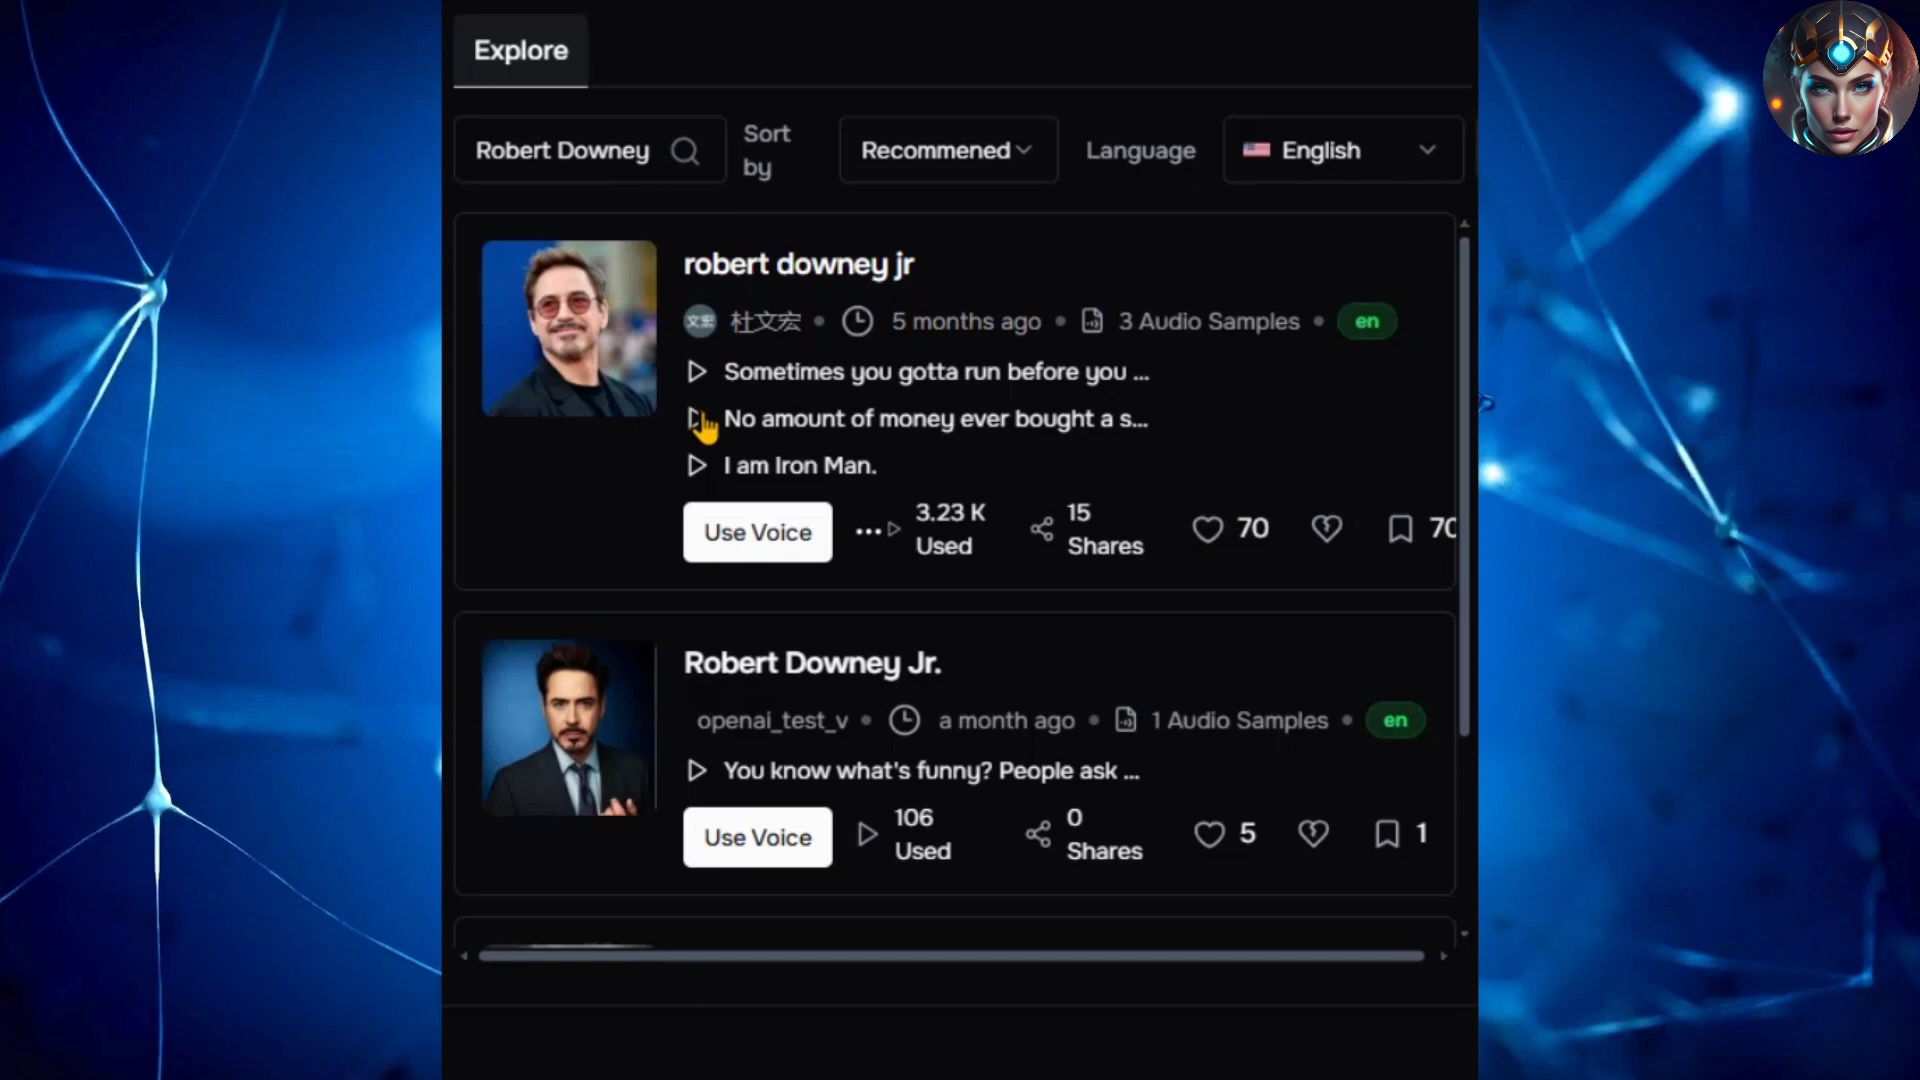 Explore
Robert Downey
Sort by
Recommened
Language
English
robert downey jr
文宏 杜文宏 • 5 months ago • 3 Audio Samples • en
Sometimes you gotta run before you ...
No amount of money ever bought a s...
I am Iron Man.
Use Voice
3.23 K Used
15 Shares
70
70
Robert Downey Jr.
openai_test_v • a month ago • 1 Audio Samples • en
You know what's funny? People ask ...
Use Voice
106 Used
0 Shares
5
1